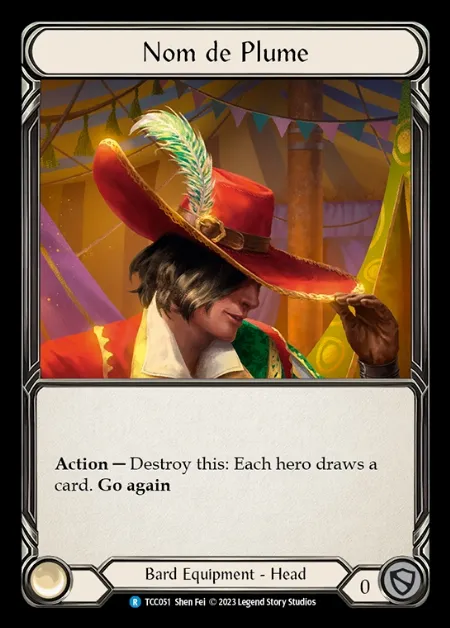 Nom de Plume
Action — Destroy this: Each hero draws a
card. Go again
Bard Equipment - Head
0
R TCC051 Shen Fei © 2023 Legend Story Studios